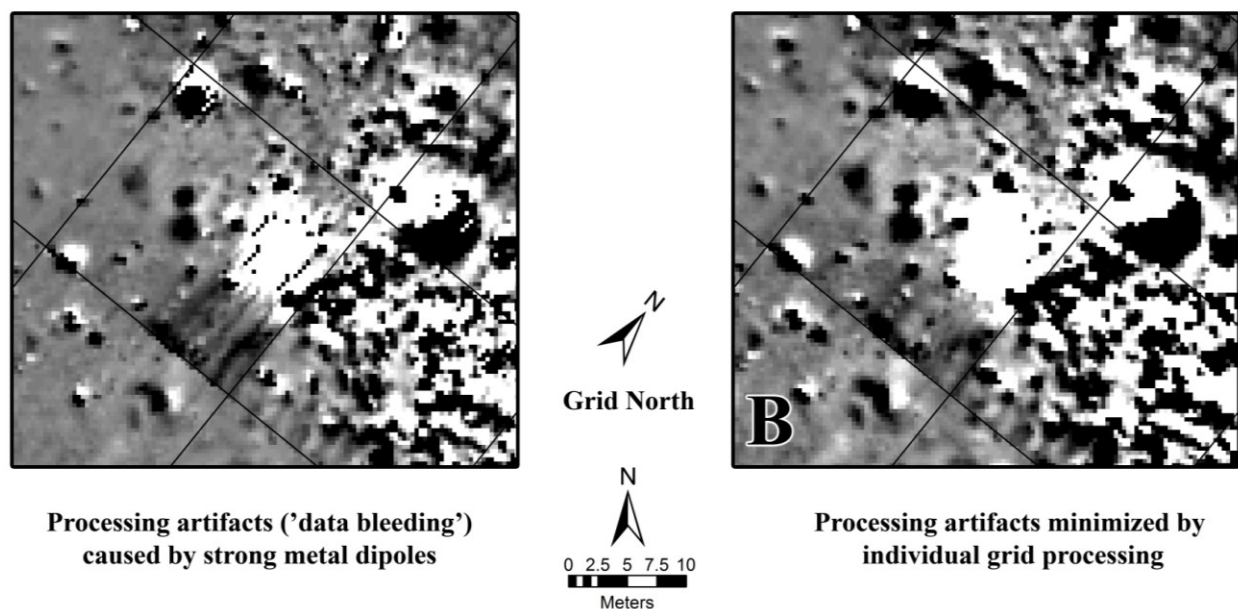 B
N
Grid North
N
0 2.5 5 7.5 10
Meters
Processing artifacts (’data bleeding’)
caused by strong metal dipoles
Processing artifacts minimized by
individual grid processing